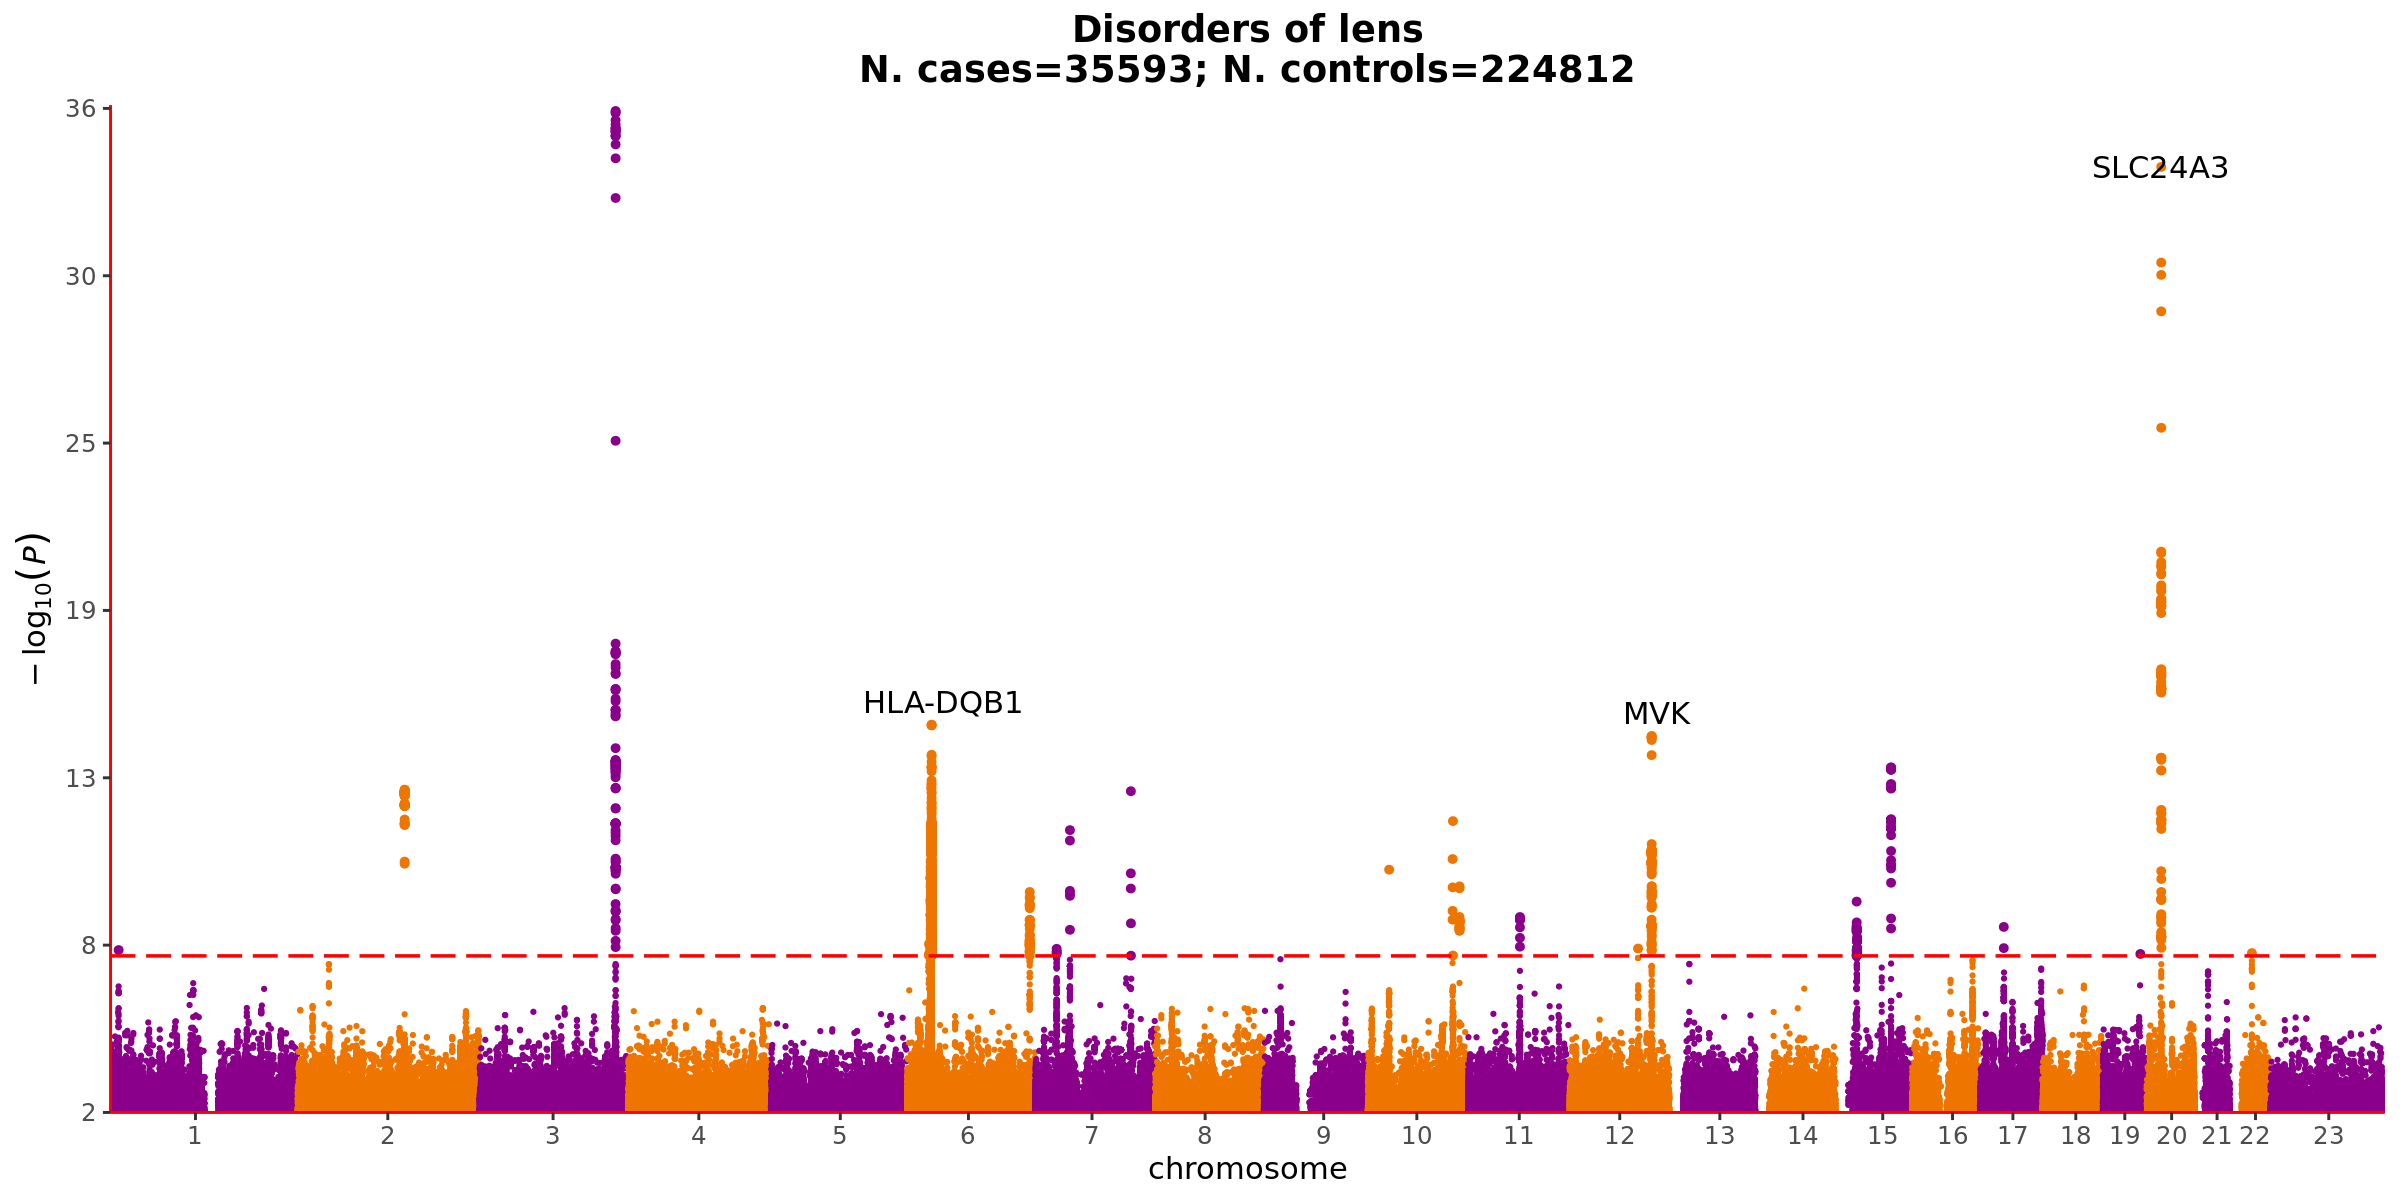 Disorders of lens
N. cases=35593; N. controls=224812
36
SLC24A3
30
25
19
HLA-DQB1
MVK
13
8
2
−log10(P)
1 2 3 4 5 6 7 8 9 10 11 12 13 14 15 16 17 18 19 20 21 22 23
chromosome